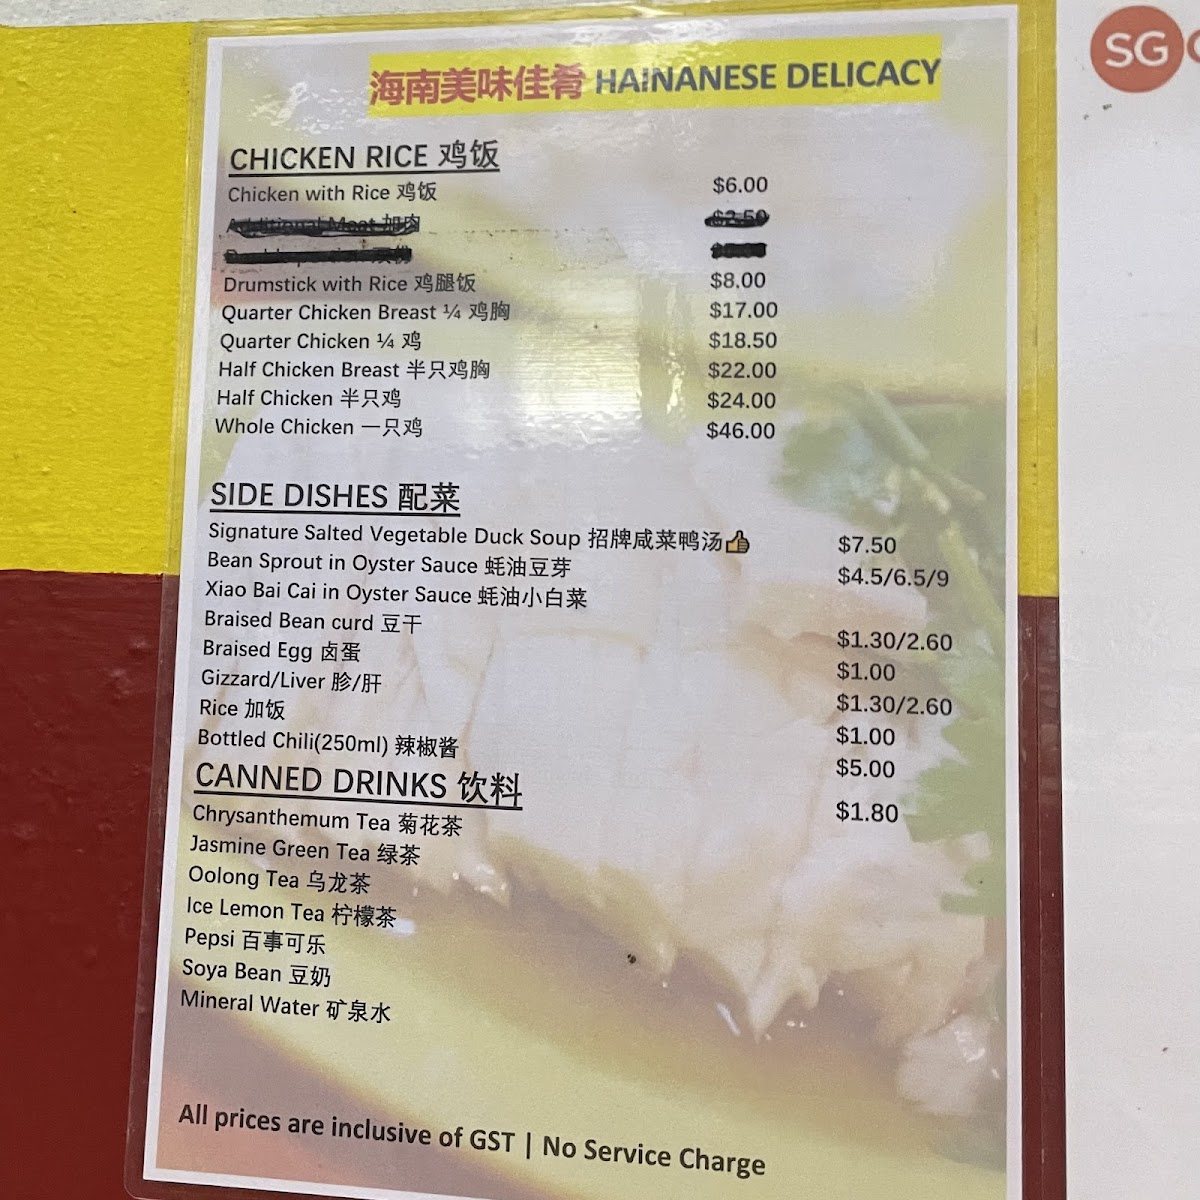 海南美味佳肴 HAINANESE DELICACY
SG
CHICKEN RICE 鸡饭
Chicken with Rice 鸡饭 $6.00
Additional Meat 加肉 $2.50
Drumstick with Rice 鸡腿饭 $8.00
Quarter Chicken Breast ¼ 鸡胸 $17.00
Quarter Chicken ¼ 鸡 $18.50
Half Chicken Breast 半只鸡胸 $22.00
Half Chicken 半只鸡 $24.00
Whole Chicken 一只鸡 $46.00
SIDE DISHES 配菜
Signature Salted Vegetable Duck Soup 招牌咸菜鸭汤👍 $7.50
Bean Sprout in Oyster Sauce 蚝油豆芽 $4.5/6.5/9
Xiao Bai Cai in Oyster Sauce 蚝油小白菜
Braised Bean curd 豆干 $1.30/2.60
Braised Egg 卤蛋 $1.00
Gizzard/Liver 胗/肝 $1.30/2.60
Rice 加饭 $1.00
Bottled Chili(250ml) 辣椒酱 $5.00
CANNED DRINKS 饮料 $1.80
Chrysanthemum Tea 菊花茶
Jasmine Green Tea 绿茶
Oolong Tea 乌龙茶
Ice Lemon Tea 柠檬茶
Pepsi 百事可乐
Soya Bean 豆奶
Mineral Water 矿泉水
All prices are inclusive of GST | No Service Charge